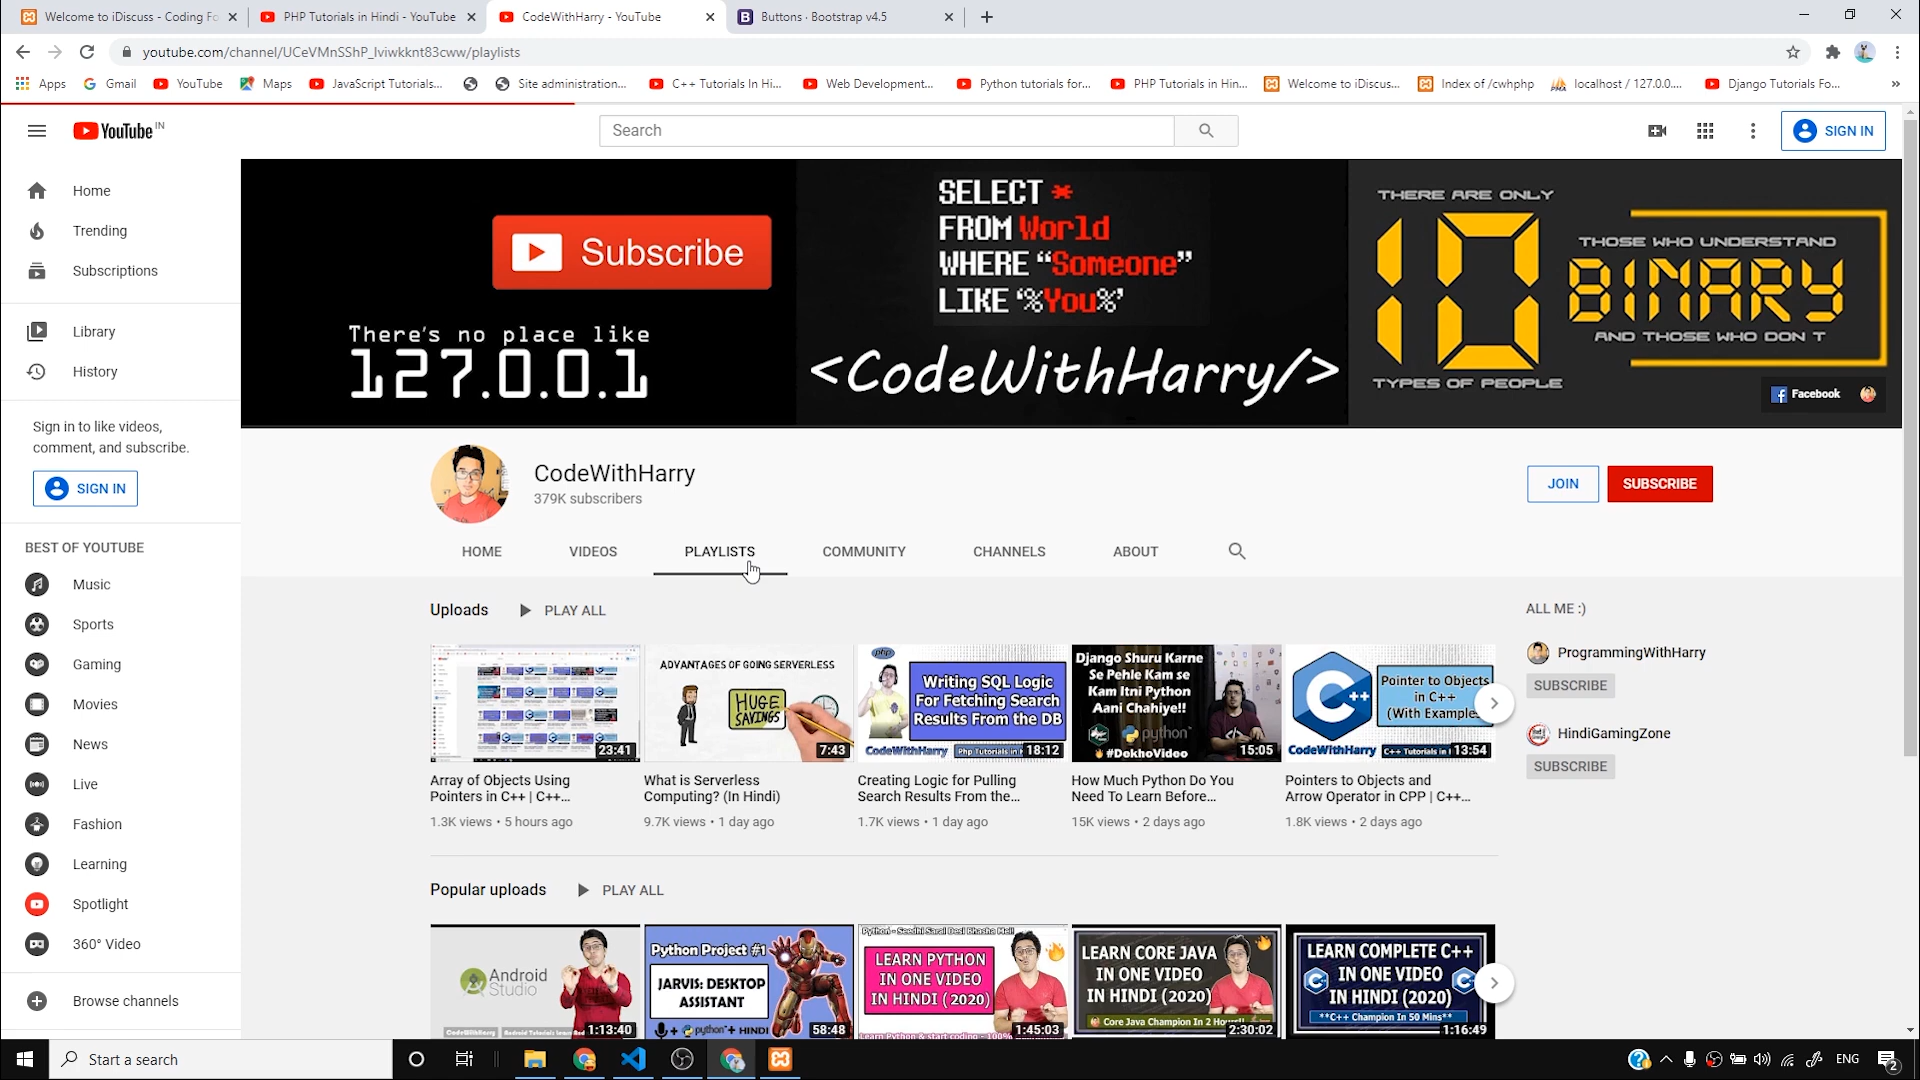 Welcome to iDiscuss - Coding Fo
PHP Tutorials in Hindi - YouTube
CodeWithHarry - YouTube
Buttons · Bootstrap v4.5
youtube.com/channel/UCeVMnSShP_Iviwkknt83cww/playlists
Apps
Gmail
YouTube
Maps
JavaScript Tutorials...
Site administration...
C++ Tutorials In Hi...
Web Development...
Python tutorials for...
PHP Tutorials in Hin...
Welcome to iDiscus...
Index of /cwhphp
localhost / 127.0.0....
Django Tutorials Fo...
YouTube IN
Search
SIGN IN
Home
Trending
Subscriptions
Library
History
Sign in to like videos,
comment, and subscribe.
SIGN IN
BEST OF YOUTUBE
Music
Sports
Gaming
Movies
News
Live
Fashion
Learning
Spotlight
360° Video
Browse channels
Subscribe
There's no place like
127.0.0.1
SELECT *
FROM World
WHERE “Someone”
LIKE ‘%You%’
<CodeWithHarry/>
THERE ARE ONLY
10
TYPES OF PEOPLE
THOSE WHO UNDERSTAND
BINARY
AND THOSE WHO DON T
Facebook
CodeWithHarry
379K subscribers
JOIN
SUBSCRIBE
HOME
VIDEOS
PLAYLISTS
COMMUNITY
CHANNELS
ABOUT
Uploads
PLAY ALL
23:41
Array of Objects Using
Pointers in C++ | C++...
1.3K views • 5 hours ago
ADVANTAGES OF GOING SERVERLESS
HUGE
SAVINGS
7:43
What is Serverless
Computing? (In Hindi)
9.7K views • 1 day ago
php
Writing SQL Logic
For Fetching Search
Results From the DB
CodeWithHarry
Php Tutorials in H
18:12
Creating Logic for Pulling
Search Results From the...
1.7K views • 1 day ago
Django Shuru Karne
Se Pehle Kam se
Kam Itni Python
Aani Chahiye!!
python
#DekhoVideo
15:05
How Much Python Do You
Need To Learn Before...
15K views • 2 days ago
C++
Pointer to Objects
in C++
(With Example
CodeWithHarry
C++ Tutorials in
13:54
Pointers to Objects and
Arrow Operator in CPP | C++...
1.8K views • 2 days ago
ALL ME :)
ProgrammingWithHarry
SUBSCRIBE
HindiGamingZone
SUBSCRIBE
Popular uploads
PLAY ALL
Android
Studio
CodeWithHarry
1:13:40
Python Project #1
JARVIS: DESKTOP
ASSISTANT
+ python + HINDI
58:48
Python - Seedhi Saral Desi Bhasha Mei!
LEARN PYTHON
IN ONE VIDEO
IN HINDI (2020)
1:45:03
LEARN CORE JAVA
IN ONE VIDEO
IN HINDI (2020)
Core Java Champion In 2 Hours!!
2:30:02
LEARN COMPLETE C++
IN ONE VIDEO
IN HINDI (2020)
**C++ Champion In 50 Mins**
1:16:49
Start a search
ENG
2